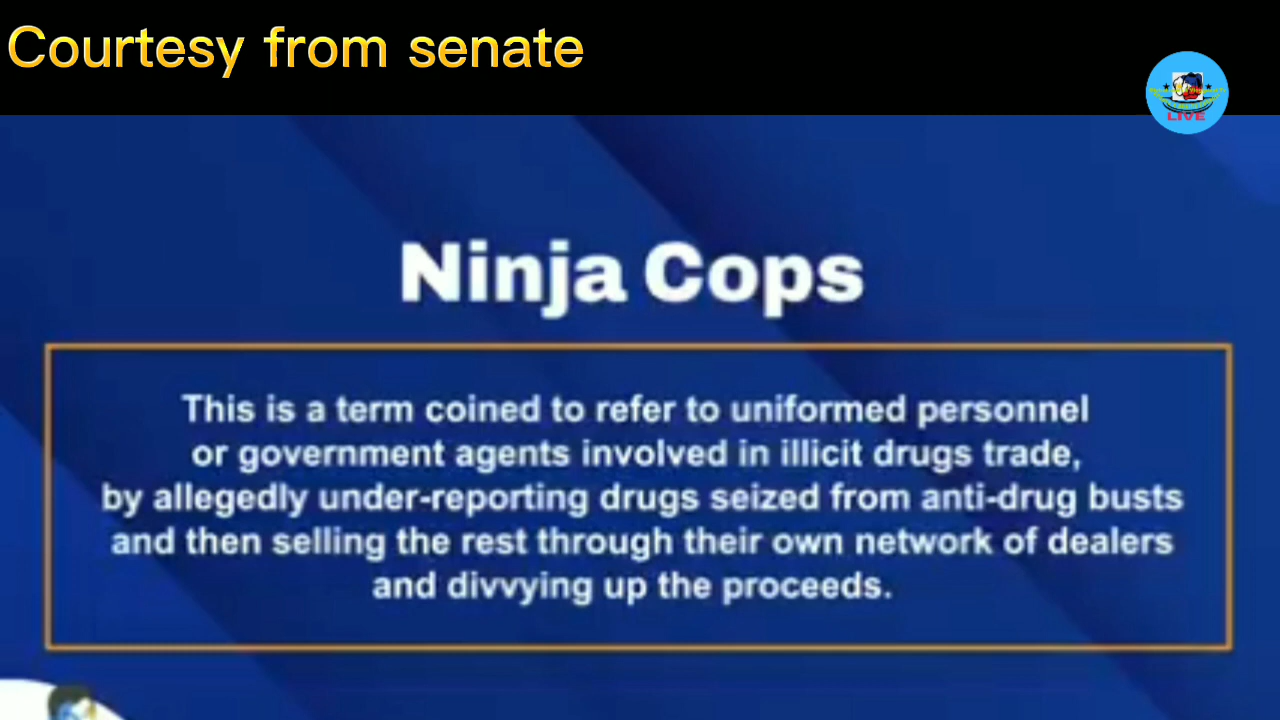 Courtesy from senate
LIVE
Ninja Cops
This is a term coined to refer to uniformed personnel
or government agents involved in illicit drugs trade,
by allegedly under-reporting drugs seized from anti-drug busts
and then selling the rest through their own network of dealers
and divvying up the proceeds.